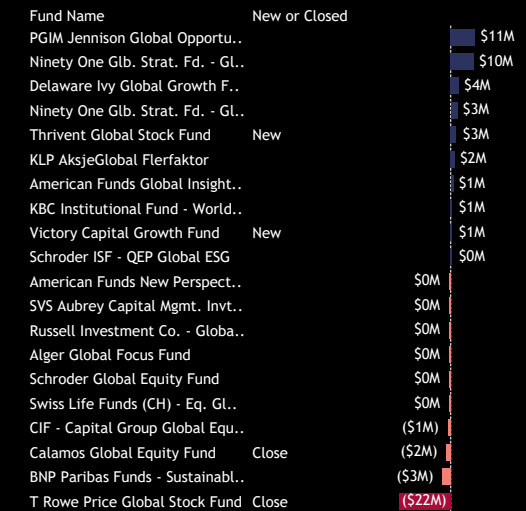 Fund Name New or Closed
PGIM Jennison Global Opportu.. $11M
Ninety One Glb. Strat. Fd. - Gl.. $10M
Delaware Ivy Global Growth F.. $4M
Ninety One Glb. Strat. Fd. - Gl.. $3M
Thrivent Global Stock Fund New $3M
KLP AksjeGlobal Flerfaktor $2M
American Funds Global Insight.. $1M
KBC Institutional Fund - World.. $1M
Victory Capital Growth Fund New $1M
Schroder ISF - QEP Global ESG $0M
American Funds New Perspect.. $0M
SVS Aubrey Capital Mgmt. Invt.. $0M
Russell Investment Co. - Globa.. $0M
Alger Global Focus Fund $0M
Schroder Global Equity Fund $0M
Swiss Life Funds (CH) - Eq. Gl.. $0M
CIF - Capital Group Global Equ.. ($1M)
Calamos Global Equity Fund Close ($2M)
BNP Paribas Funds - Sustainabl.. ($3M)
T Rowe Price Global Stock Fund Close ($22M)